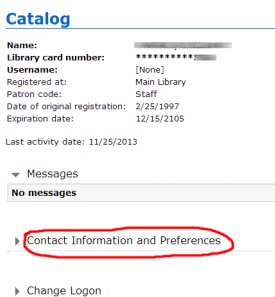 Catalog
Name:
Library card number: **********
Username: [None]
Registered at: Main Library
Patron code: Staff
Date of original registration: 2/25/1997
Expiration date: 12/15/2105
Last activity date: 11/25/2013
Messages
No messages
Contact Information and Preferences
Change Logon